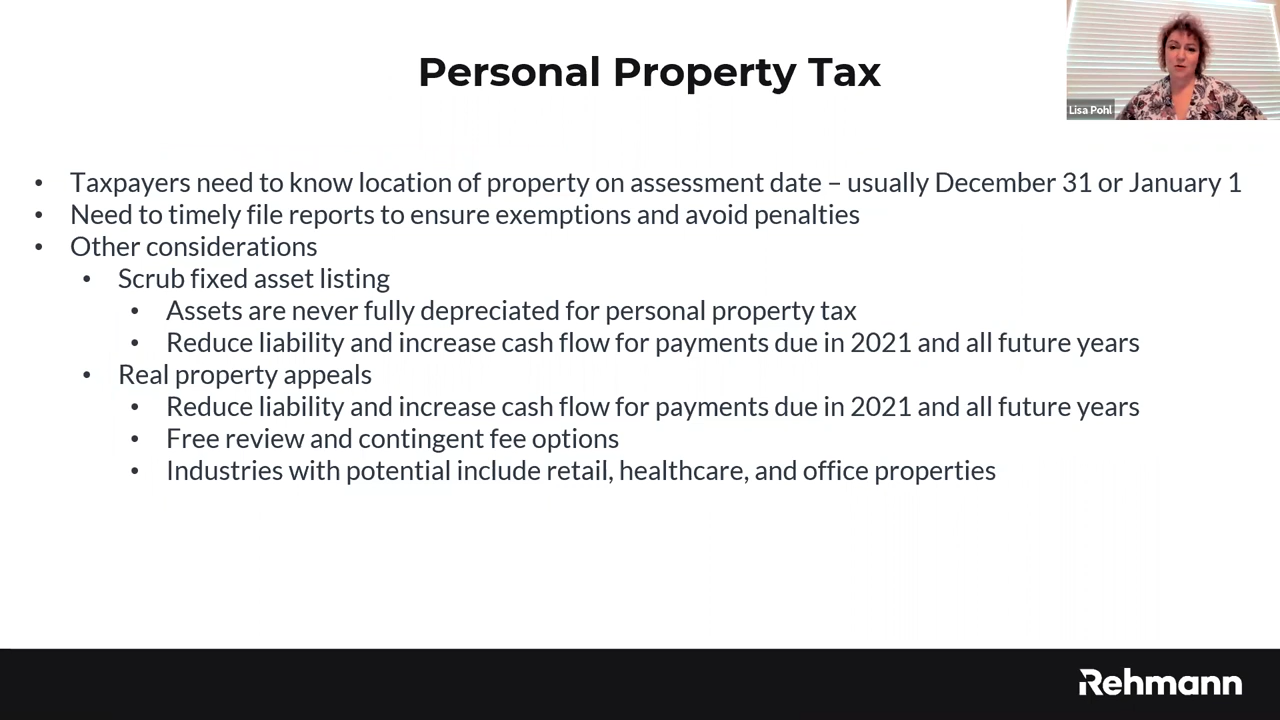 Personal Property Tax
Lisa Pohl
• Taxpayers need to know location of property on assessment date – usually December 31 or January 1
• Need to timely file reports to ensure exemptions and avoid penalties
• Other considerations
• Scrub fixed asset listing
• Assets are never fully depreciated for personal property tax
• Reduce liability and increase cash flow for payments due in 2021 and all future years
• Real property appeals
• Reduce liability and increase cash flow for payments due in 2021 and all future years
• Free review and contingent fee options
• Industries with potential include retail, healthcare, and office properties
Rehmann